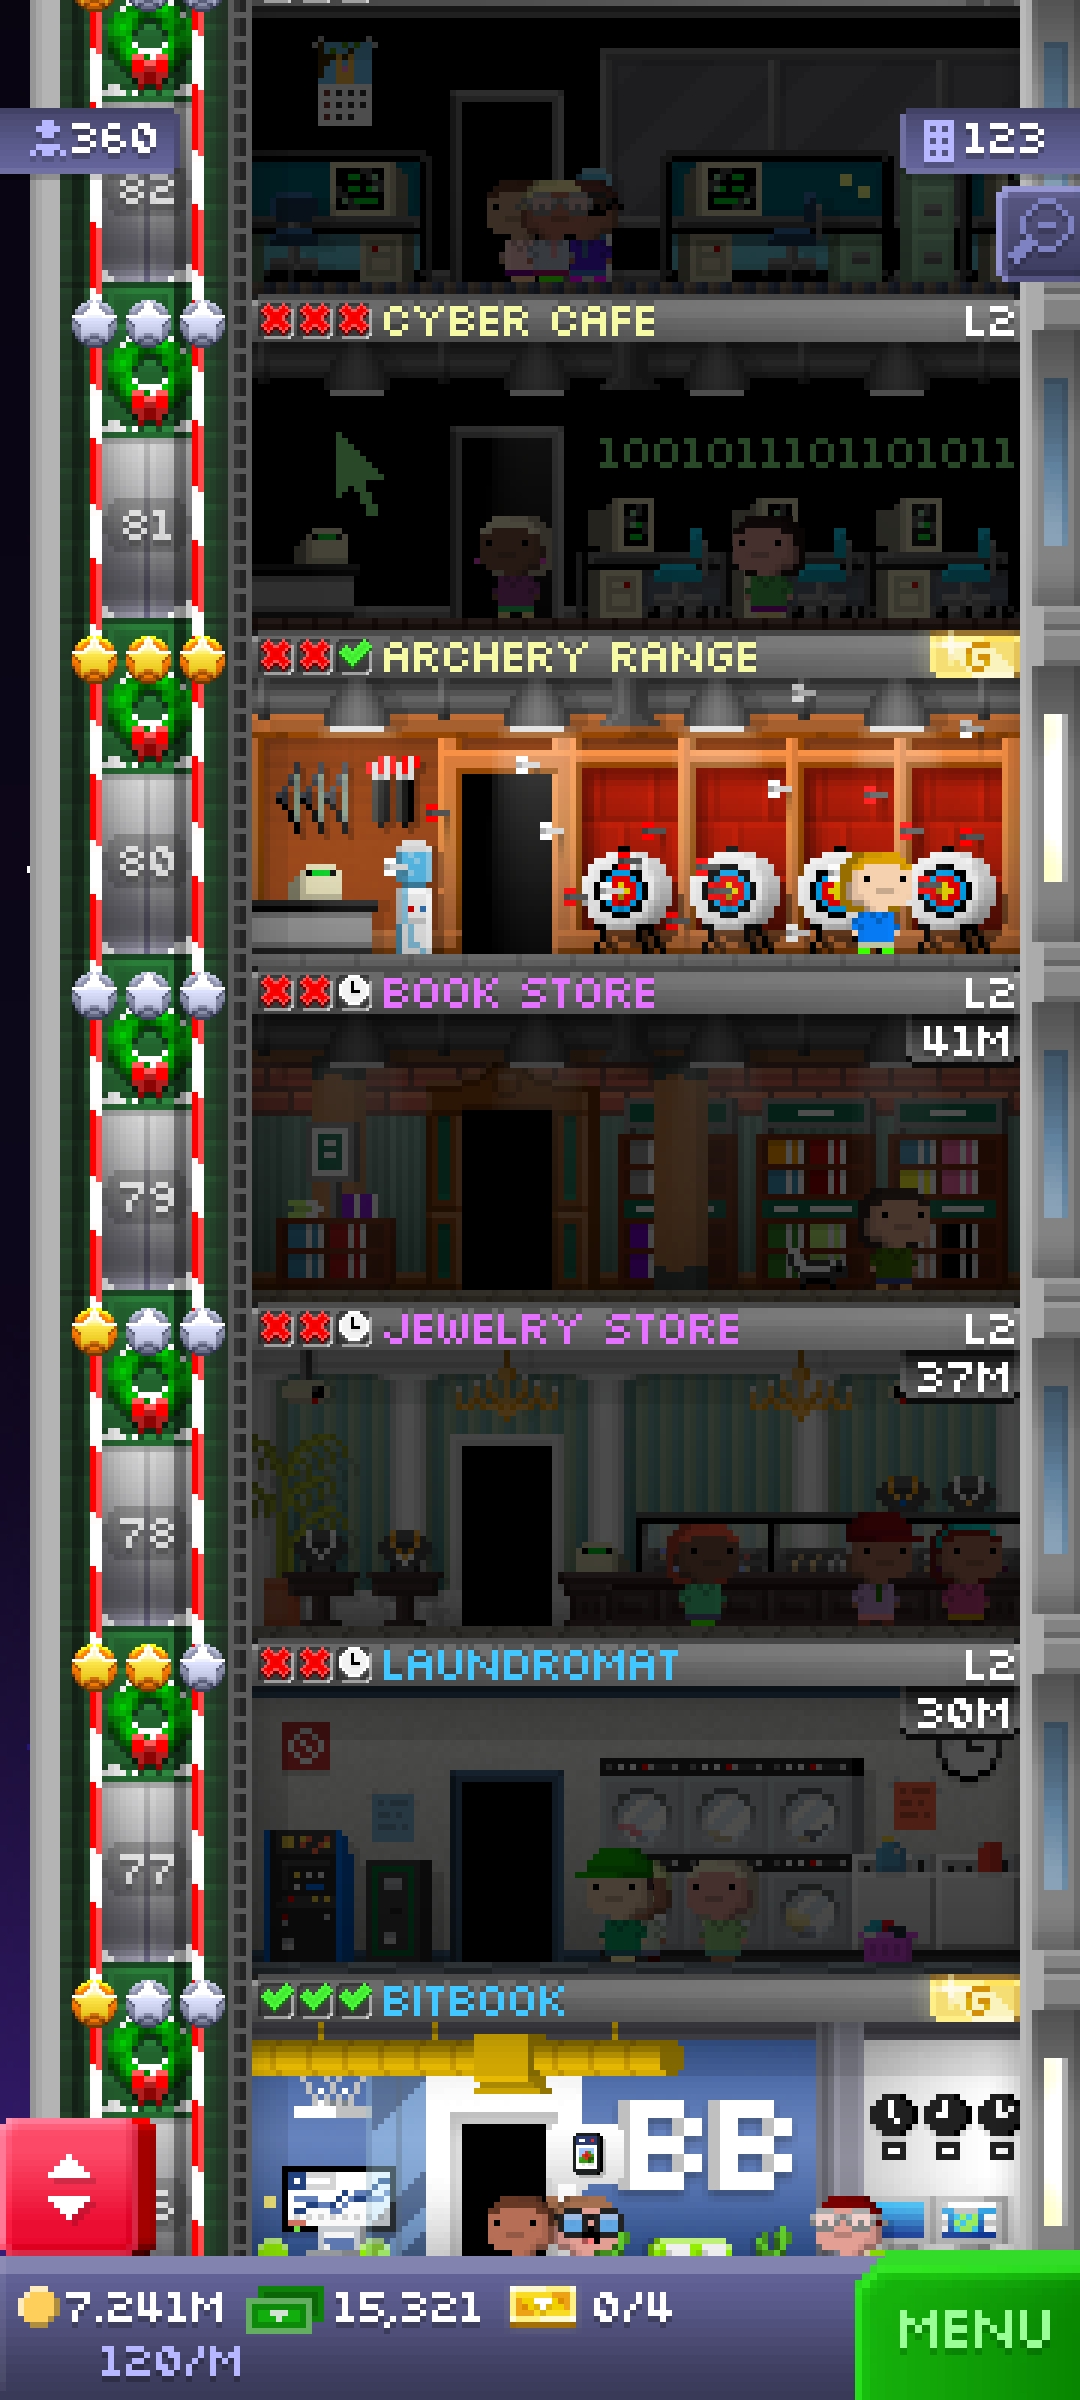 360
123
82
CYBER CAFE L2
1001011101101011
81
ARCHERY RANGE G
80
BOOK STORE L2
41M
79
JEWELRY STORE L2
37M
78
LAUNDROMAT L2
30M
77
BITBOOK G
BB
7.241M 15,321 0/4
120/M
MENU